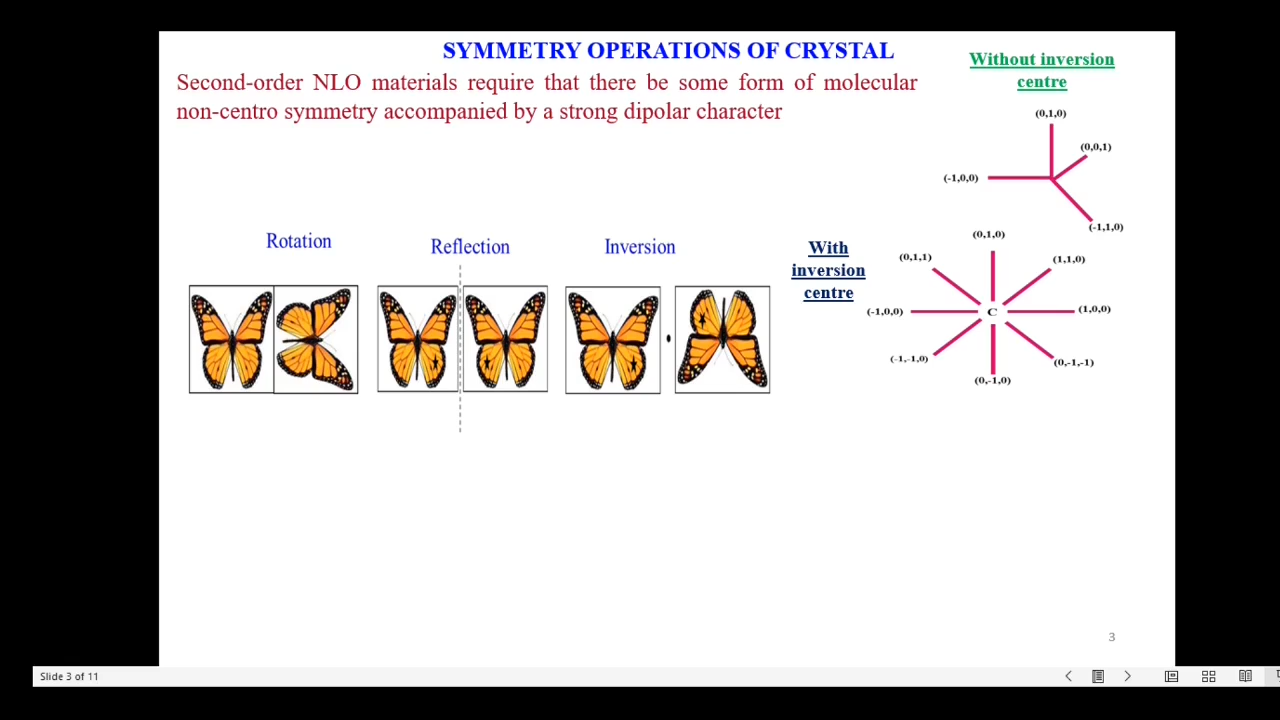 SYMMETRY OPERATIONS OF CRYSTAL
Second-order NLO materials require that there be some form of molecular
non-centro symmetry accompanied by a strong dipolar character
Without inversion
centre
(0,1,0)
(0,0,1)
(-1,0,0)
(-1,1,0)
Rotation
Reflection
Inversion
With
inversion
centre
(0,1,0)
(0,1,1)
(1,1,0)
(-1,0,0)
C
(1,0,0)
(-1,-1,0)
(0,-1,-1)
(0,-1,0)
3
Slide 3 of 11